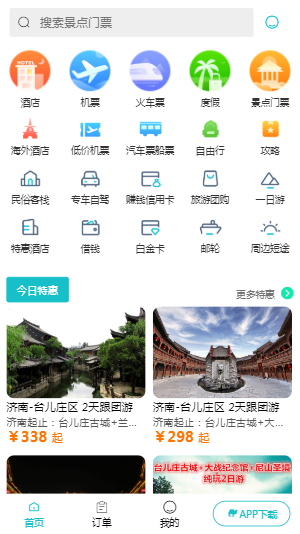 搜索景点门票
HOTEL
酒店 机票 火车票 度假 景点门票
海外酒店 低价机票 汽车票船票 自由行 攻略
民俗客栈 专车自驾 赚钱信用卡 旅游团购 一日游
特惠酒店 借钱 白金卡 邮轮 周边短途
今日特惠 更多特惠
济南-台儿庄区 2天跟团游 济南-台儿庄区 2天跟团游
济南起止：台儿庄古城+兰... 济南起止：台儿庄古城+大...
¥338 起 ¥298 起
台儿庄古城+大战纪念馆+尼山圣境
纯玩2日游
首页 订单 我的 APP下载